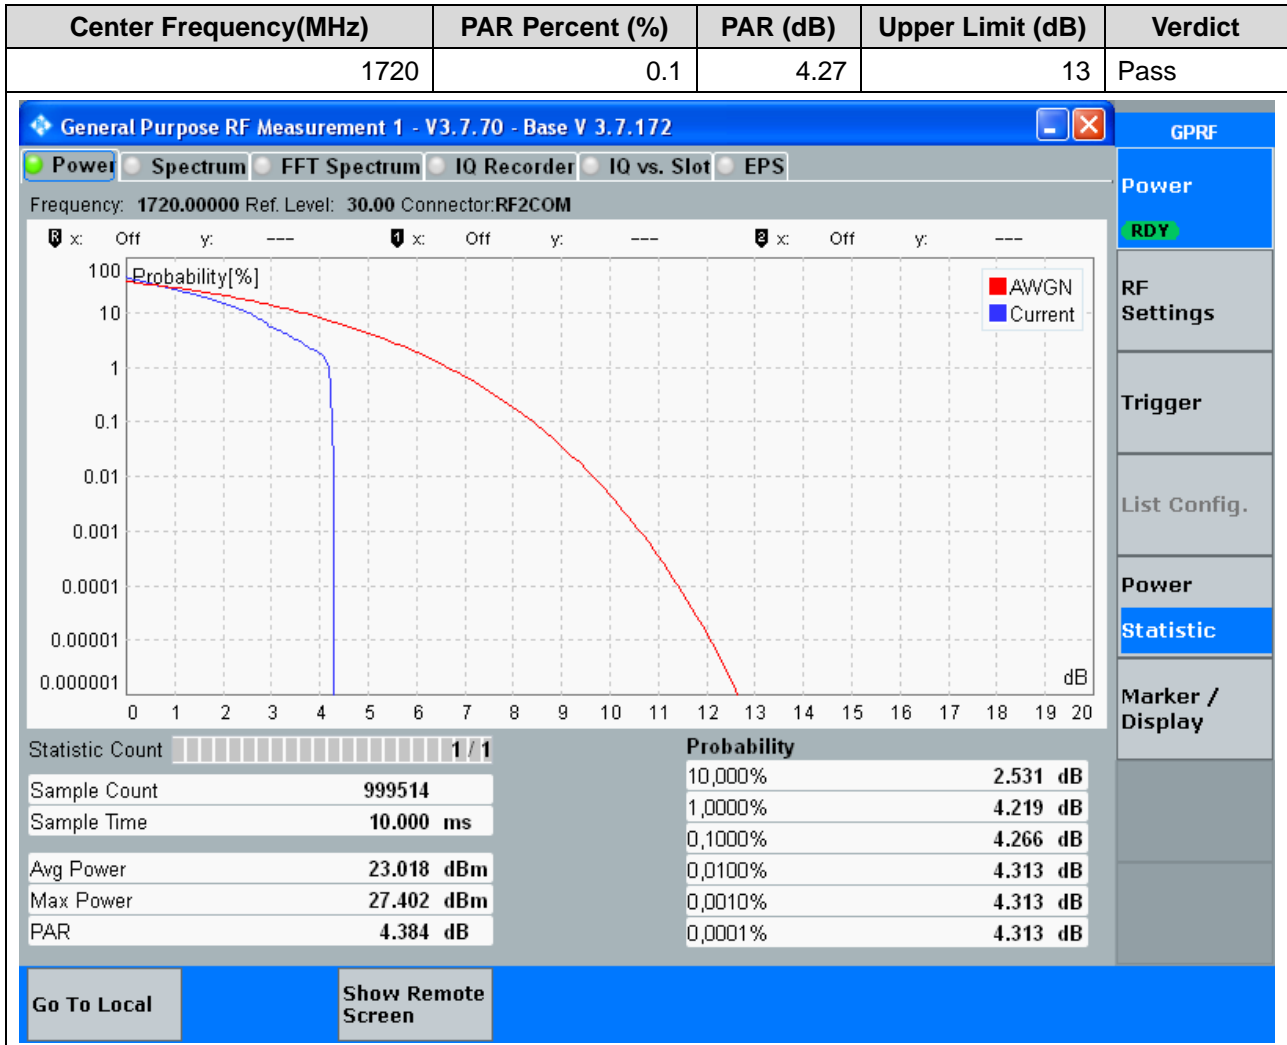 Center Frequency(MHz) PAR Percent (%) PAR (dB) Upper Limit (dB) Verdict
1720 0.1 4.27 13 Pass
General Purpose RF Measurement 1 - V3.7.70 - Base V 3.7.172
GPRF
Power Spectrum FFT Spectrum IQ Recorder IQ vs. Slot EPS
Power
RDY
Frequency: 1720.00000 Ref. Level: 30.00 Connector:RF2COM
R x: Off y: --- 1 x: Off y: --- 2 x: Off y: ---
100 Probability[%]
AWGN
Current
10
1
0.1
0.01
0.001
0.0001
0.00001
0.000001
dB
0 1 2 3 4 5 6 7 8 9 10 11 12 13 14 15 16 17 18 19 20
RF
Settings
Trigger
List Config.
Power
Statistic
Marker /
Display
Statistic Count 1 / 1
Sample Count 999514
Sample Time 10.000 ms
Avg Power 23.018 dBm
Max Power 27.402 dBm
PAR 4.384 dB
Probability
10,000% 2.531 dB
1,0000% 4.219 dB
0,1000% 4.266 dB
0,0100% 4.313 dB
0,0010% 4.313 dB
0,0001% 4.313 dB
Go To Local
Show Remote
Screen